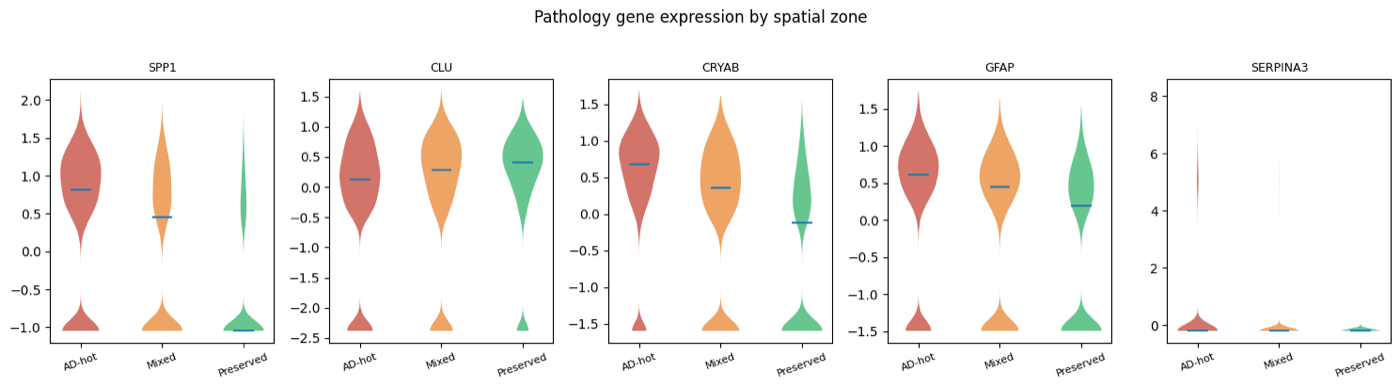 Pathology gene expression by spatial zone
SPP1
2.0
1.5
1.0
0.5
0.0
−0.5
−1.0
AD-hot
Mixed
Preserved
CLU
1.5
1.0
0.5
0.0
−0.5
−1.0
−1.5
−2.0
−2.5
AD-hot
Mixed
Preserved
CRYAB
1.5
1.0
0.5
0.0
−0.5
−1.0
−1.5
AD-hot
Mixed
Preserved
GFAP
1.5
1.0
0.5
0.0
−0.5
−1.0
−1.5
AD-hot
Mixed
Preserved
SERPINA3
8
6
4
2
0
AD-hot
Mixed
Preserved